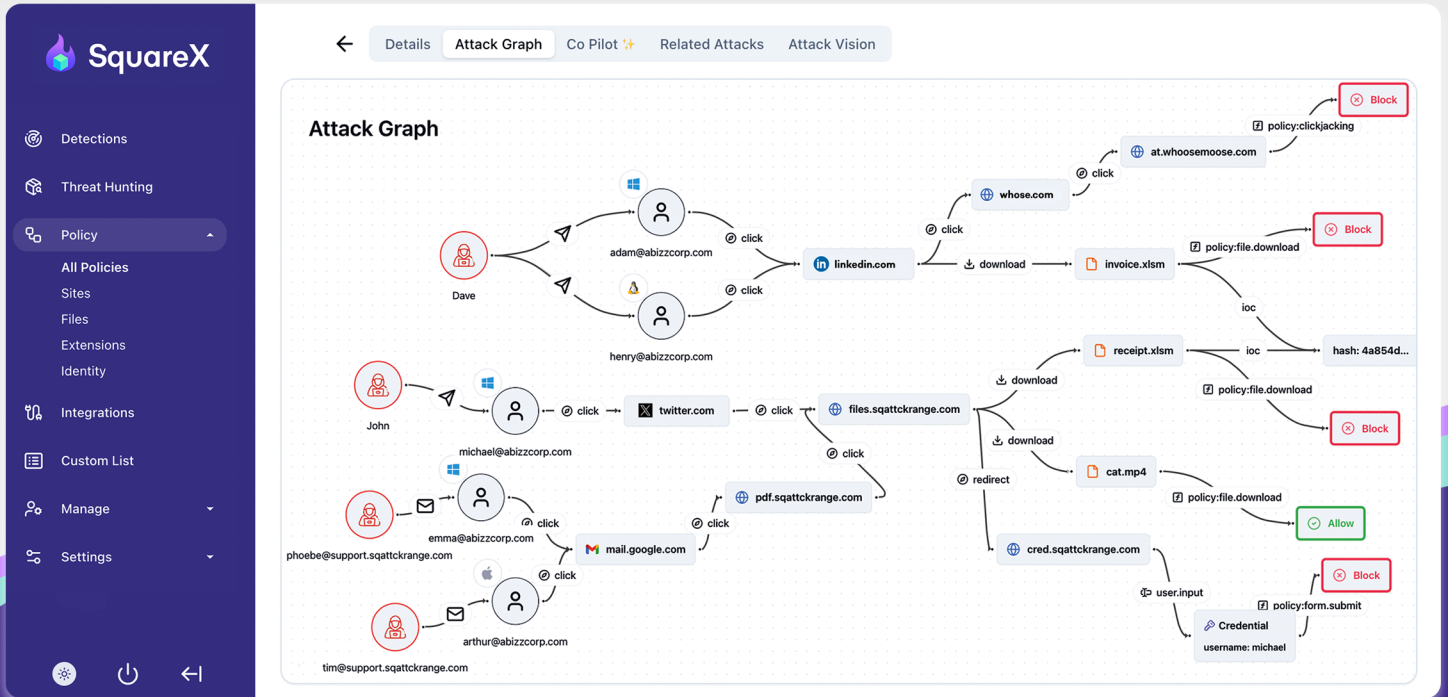 SquareX
Detections
Threat Hunting
Policy
All Policies
Sites
Files
Extensions
Identity
Integrations
Custom List
Manage
Settings
Details
Attack Graph
Co Pilot ✨
Related Attacks
Attack Vision
Attack Graph
Block
policy:clickjacking
at.whoosemoose.com
click
whose.com
click
Dave
adam@abizzcorp.com
click
henry@abizzcorp.com
click
linkedin.com
download
invoice.xlsm
policy:file.download
Block
ioc
receipt.xlsm
ioc
hash: 4a854d...
policy:file.download
Block
John
michael@abizzcorp.com
click
twitter.com
click
files.sqattckrange.com
download
download
cat.mp4
policy:file.download
Allow
click
redirect
pdf.sqattckrange.com
phoebe@support.sqattckrange.com
emma@abizzcorp.com
click
mail.google.com
click
click
arthur@abizzcorp.com
tim@support.sqattckrange.com
cred.sqattckrange.com
user.input
Credential
username: michael
policy:form.submit
Block